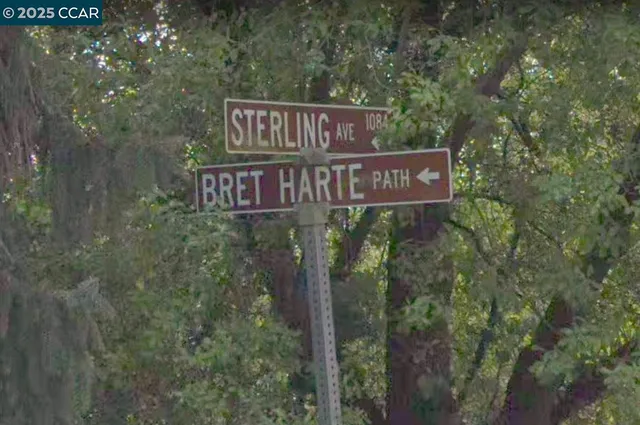 © 2025 CCAR
STERLING AVE 1084
BRET HARTE PATH ←